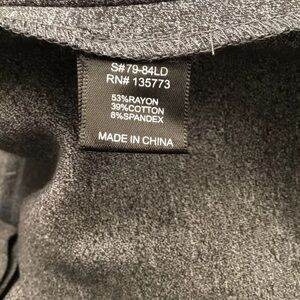 S#79-84LD
RN# 135773
53%RAYON
39%COTTON
8%SPANDEX
MADE IN CHINA